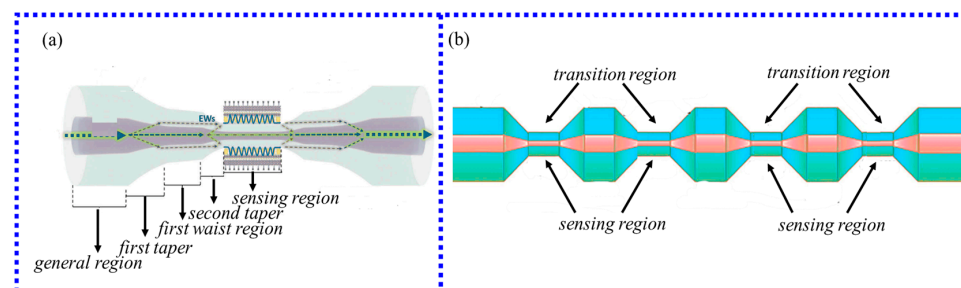 (a)
EWs
sensing region
second taper
first waist region
first taper
general region
(b)
transition region
transition region
sensing region
sensing region